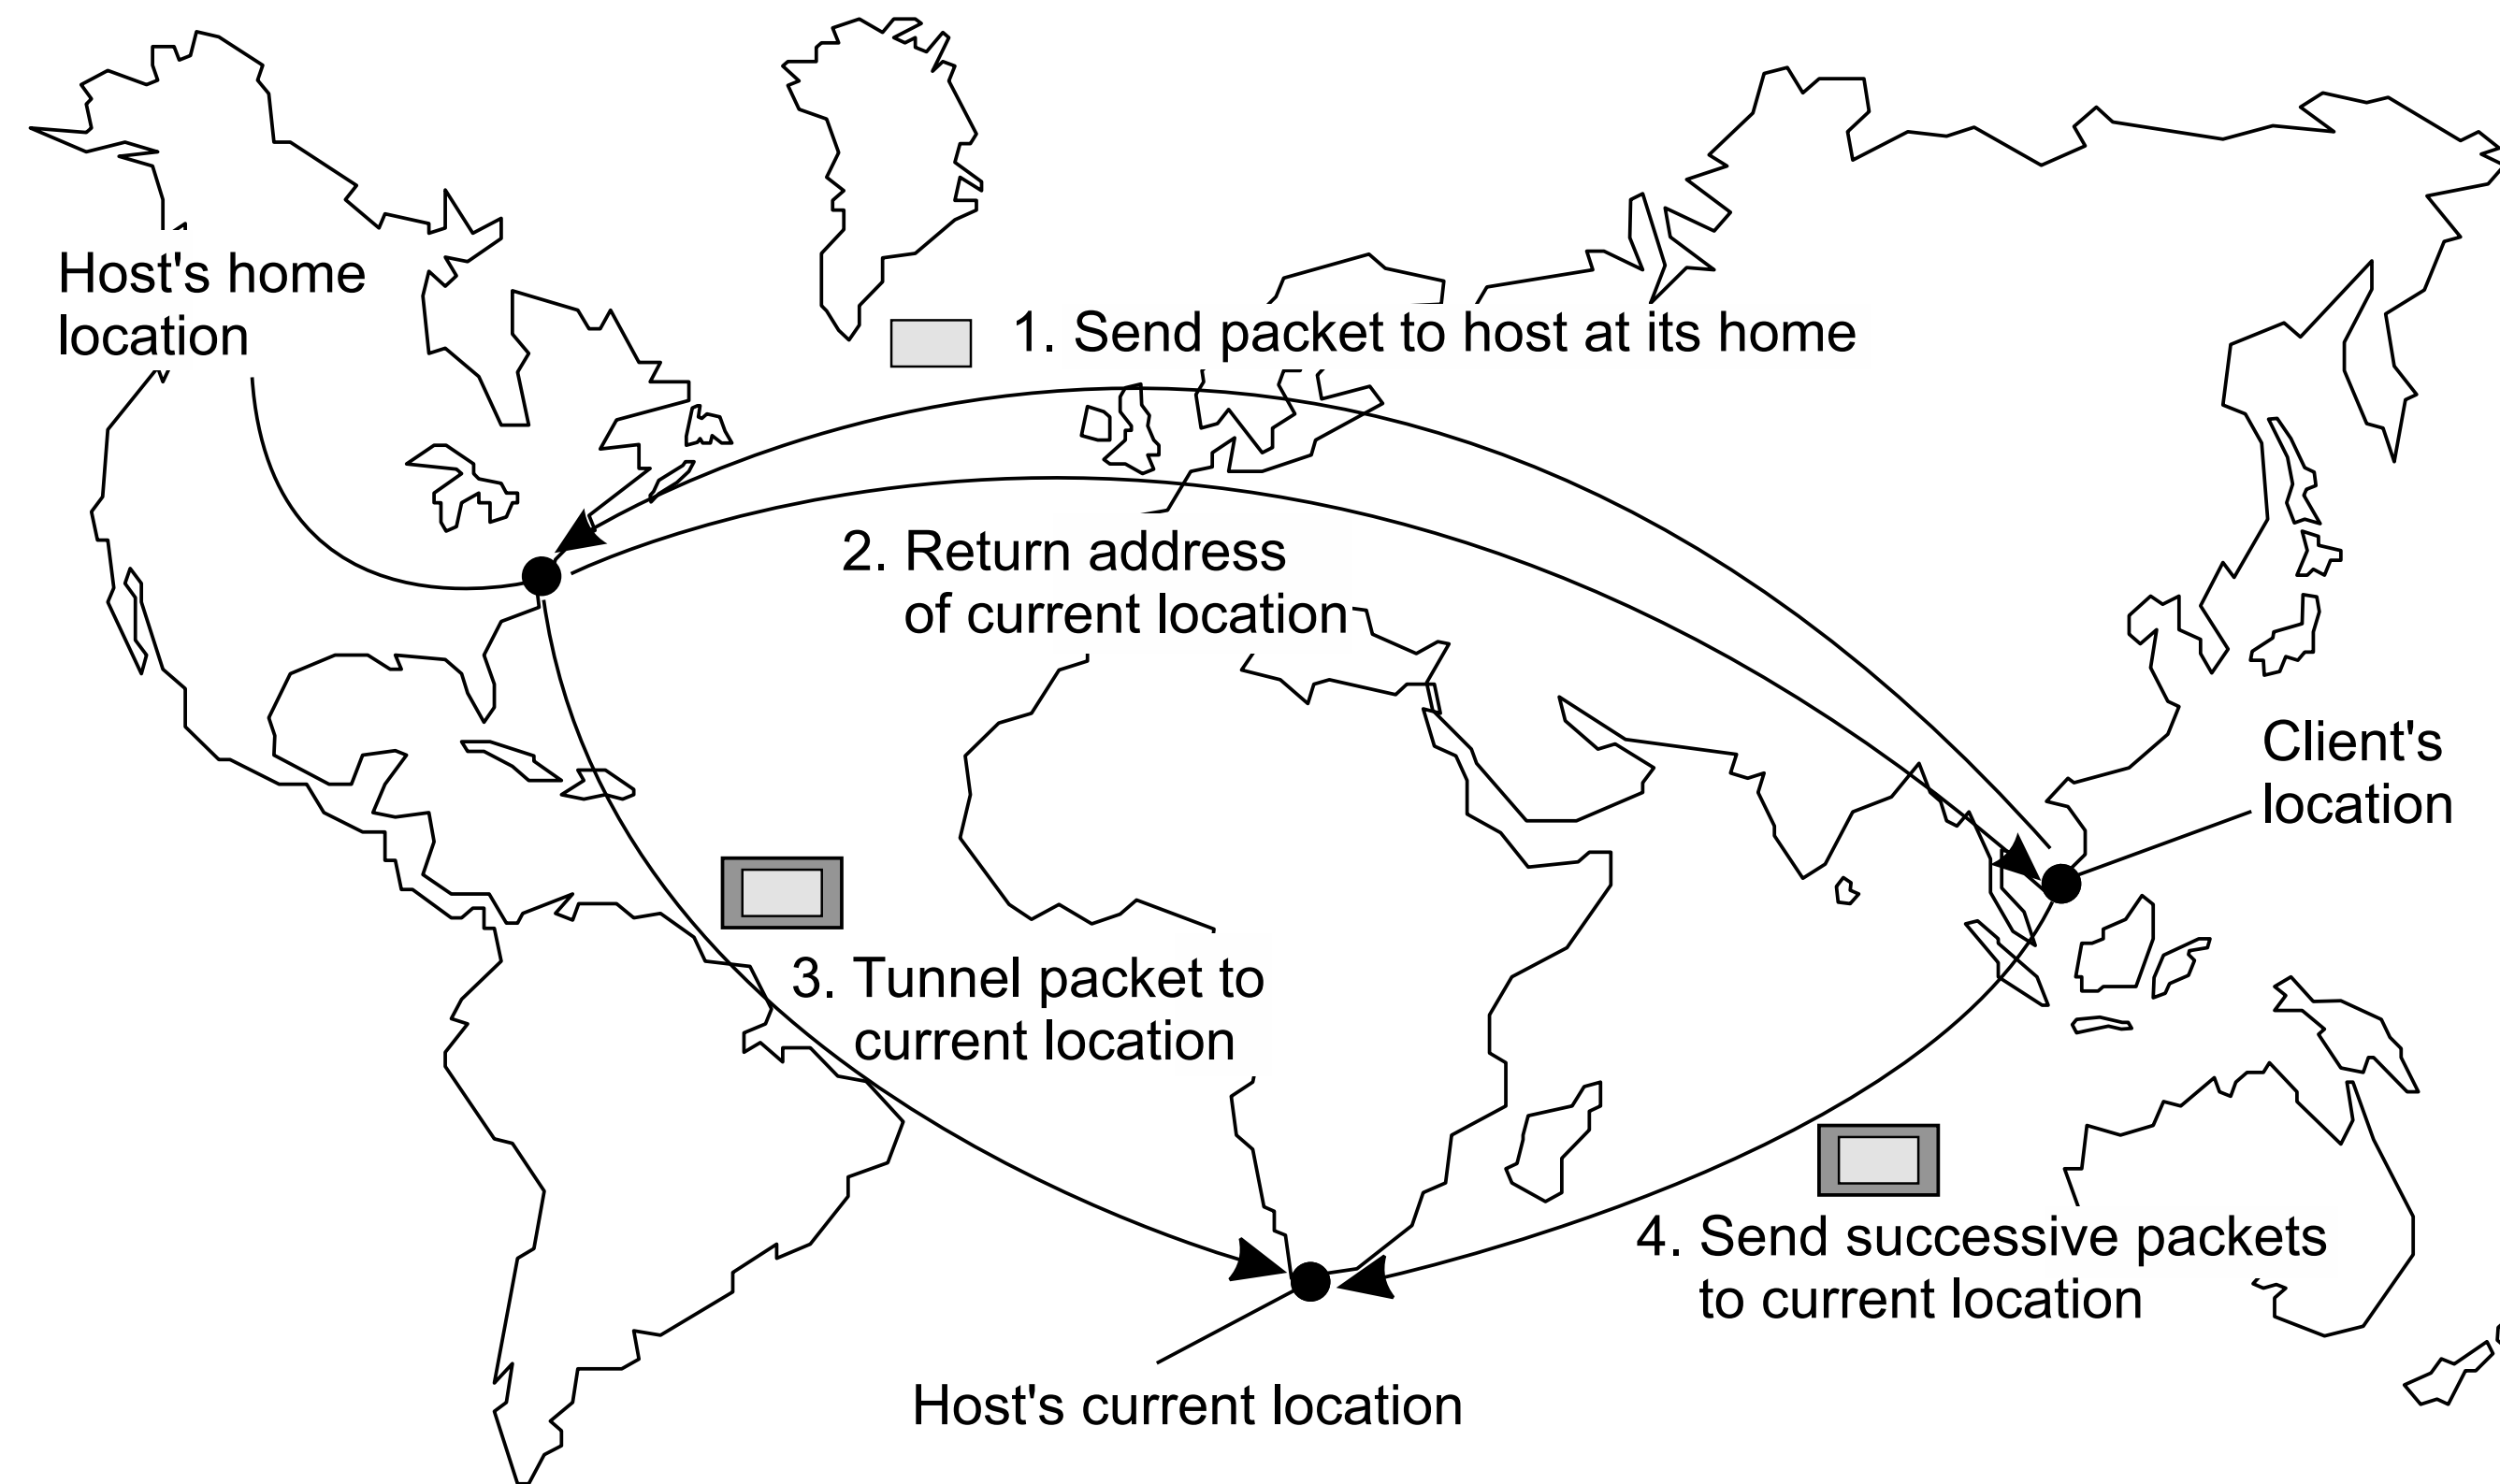 Host's home
location
1. Send packet to host at its home
2. Return address
of current location
Client's
location
3. Tunnel packet to
current location
4. Send successive packets
to current location
Host's current location